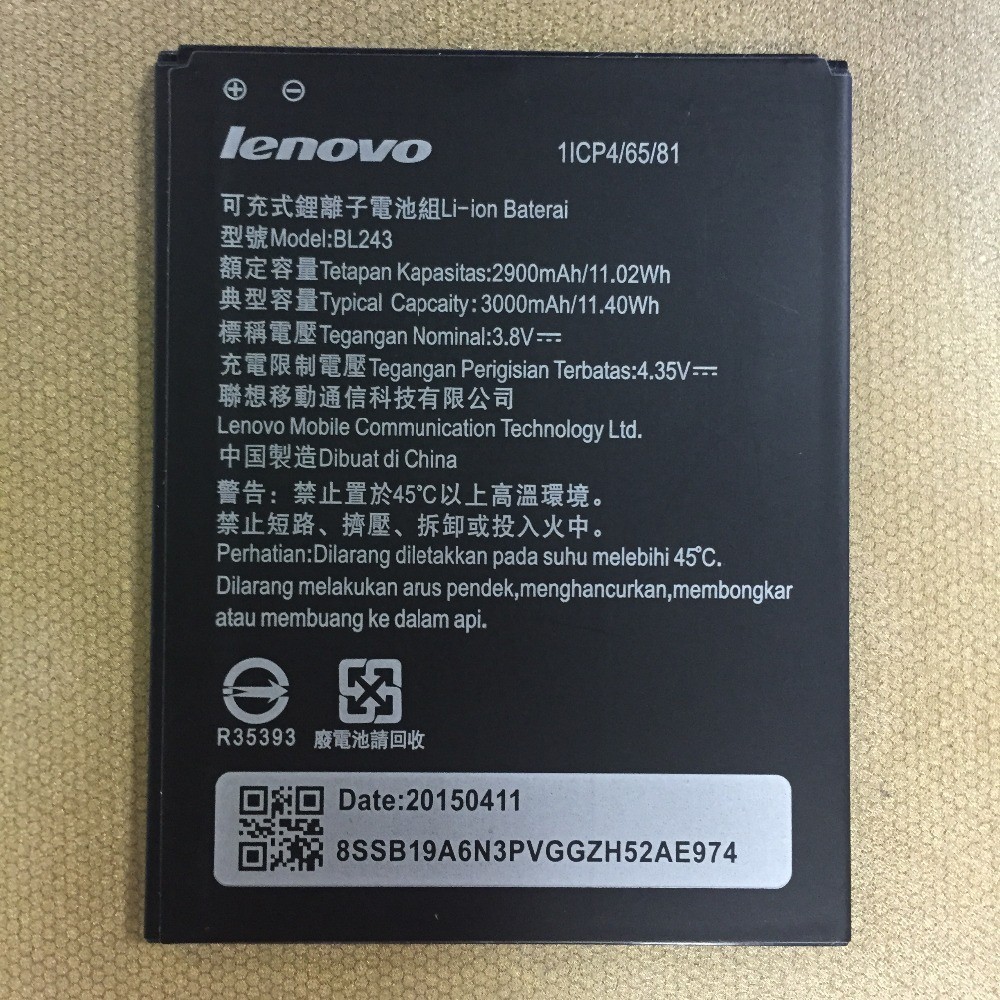 lenovo
1ICP4/65/81
可充式鋰離子電池組Li-ion Baterai
型號Model:BL243
額定容量Tetapan Kapasitas:2900mAh/11.02Wh
典型容量Typical Capcaity:3000mAh/11.40Wh
標稱電壓Tegangan Nominal:3.8V⎓
充電限制電壓Tegangan Perigisian Terbatas:4.35V⎓
聯想移動通信科技有限公司
Lenovo Mobile Communication Technology Ltd.
中国製造Dibuat di China
警告：禁止置於45℃以上高溫環境。
禁止短路、擠壓、拆卸或投入火中。
Perhatian:Dilarang diletakkan pada suhu melebihi 45℃.
Dilarang melakukan arus pendek,menghancurkan,membongkar
atau membuang ke dalam api.
R35393 廢電池請回收
Date:20150411
8SSB19A6N3PVGGZH52AE974